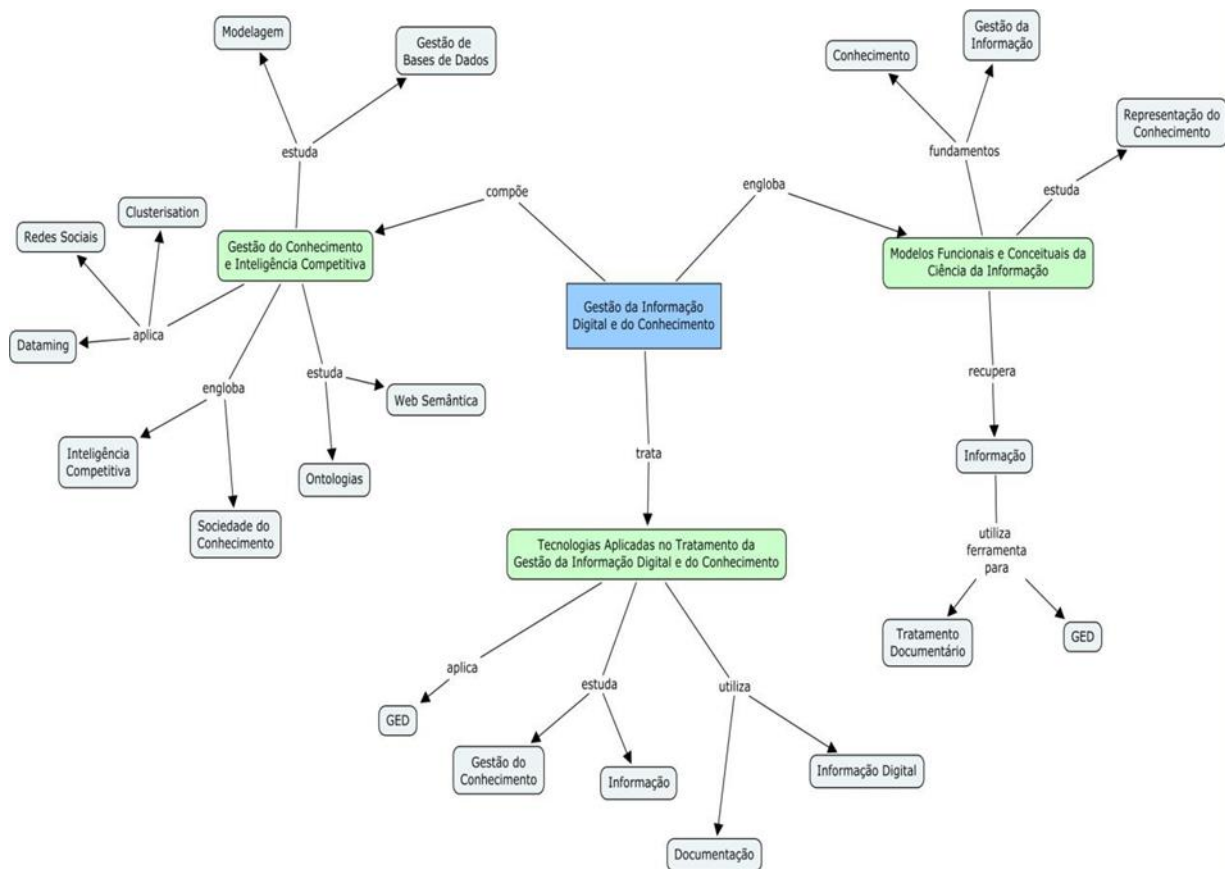 Modelagem
Gestão de
Bases de Dados
estuda
Clusterisation
Redes Sociais
Dataming
aplica
Gestão do Conhecimento
e Inteligência Competitiva
engloba
Inteligência
Competitiva
Sociedade do
Conhecimento
estuda
Web Semântica
Ontologias
compõe
Gestão da Informação
Digital e do Conhecimento
engloba
Conhecimento
Gestão da
Informação
fundamentos
Representação do
Conhecimento
estuda
Modelos Funcionais e Conceituais da
Ciência da Informação
recupera
Informação
utiliza
ferramenta
para
Tratamento
Documentário
GED
trata
Tecnologias Aplicadas no Tratamento da
Gestão da Informação Digital e do Conhecimento
aplica
GED
estuda
Gestão do
Conhecimento
Informação
utiliza
Informação Digital
Documentação